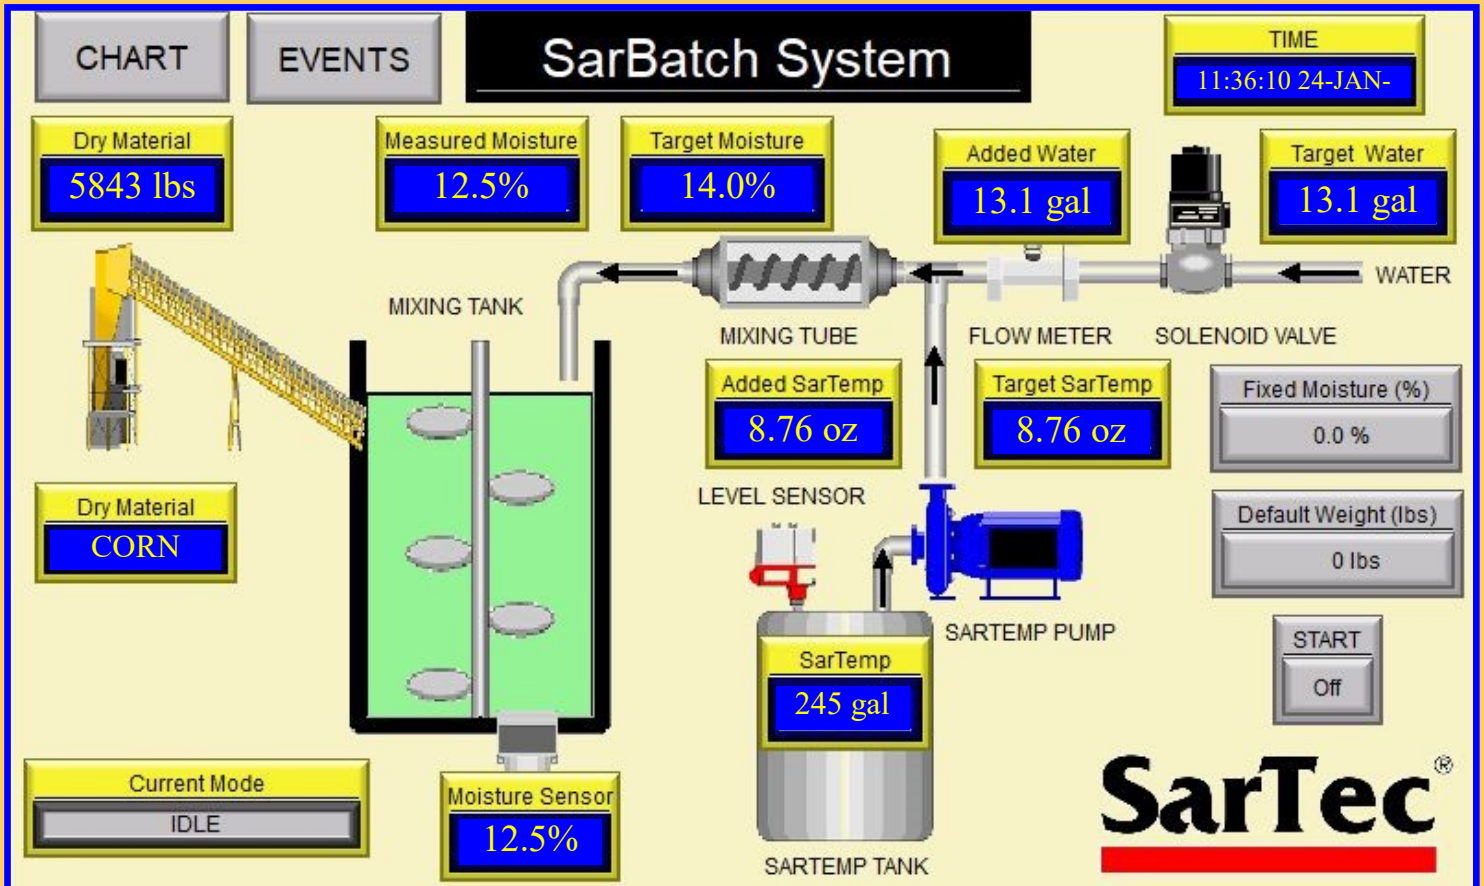 CHART
EVENTS
SarBatch System
TIME
11:36:10 24-JAN-
Dry Material
5843 lbs
Measured Moisture
12.5%
Target Moisture
14.0%
Added Water
13.1 gal
Target Water
13.1 gal
WATER
MIXING TANK
MIXING TUBE
FLOW METER
SOLENOID VALVE
Added SarTemp
8.76 oz
Target SarTemp
8.76 oz
Fixed Moisture (%)
0.0 %
Dry Material
CORN
LEVEL SENSOR
Default Weight (lbs)
0 lbs
SARTEMP PUMP
START
Off
SarTemp
245 gal
Current Mode
IDLE
Moisture Sensor
12.5%
SARTEMP TANK
SarTec®